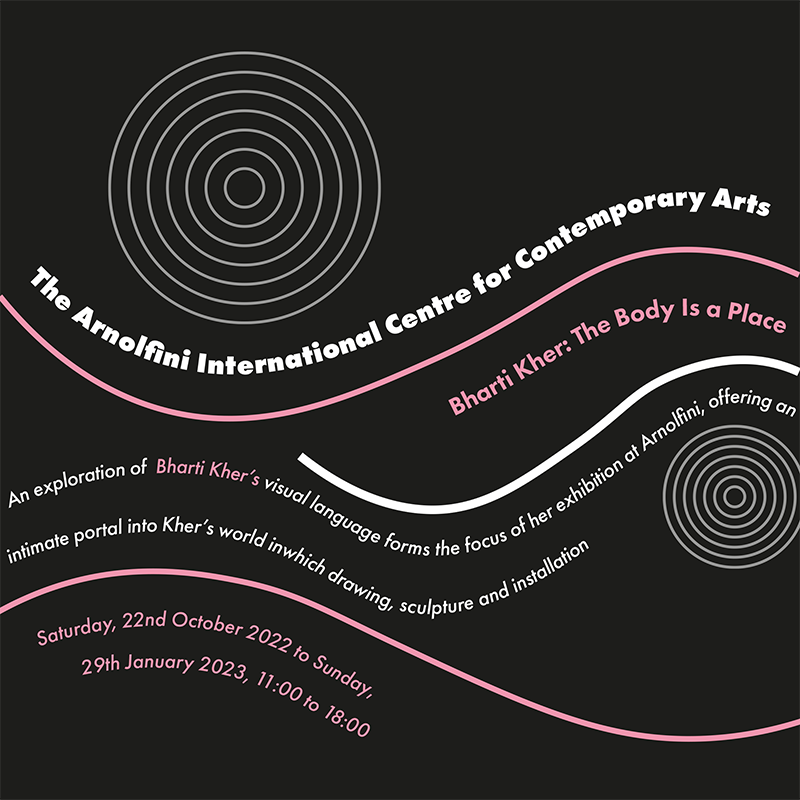 The Arnolfini International Centre for Contemporary Arts
Bharti Kher: The Body Is a Place
An exploration of Bharti Kher's visual language forms the focus of her exhibition at Arnolfini, offering an
intimate portal into Kher's world inwhich drawing, sculpture and installation
Saturday, 22nd October 2022 to Sunday,
29th January 2023, 11:00 to 18:00